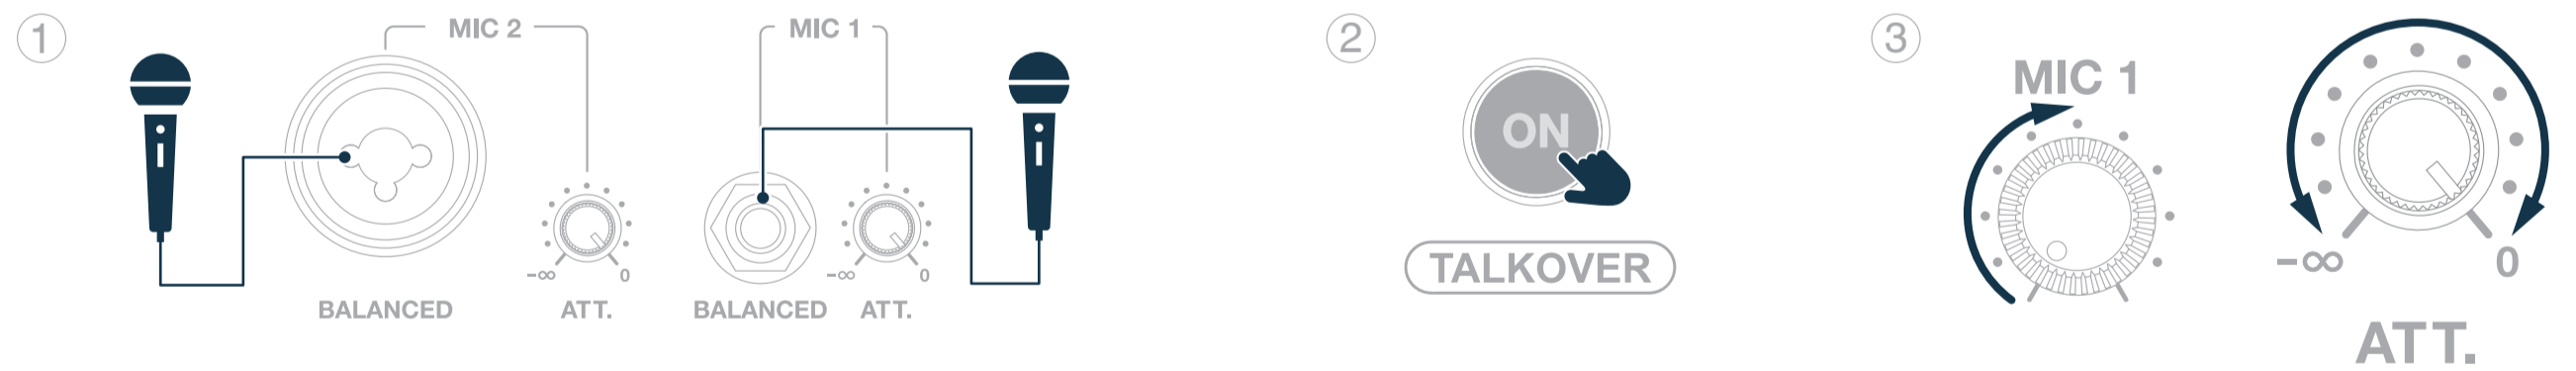 ①
MIC 2
MIC 1
-∞
0
-∞
0
BALANCED
ATT.
BALANCED
ATT.
②
ON
TALKOVER
③
MIC 1
-∞
0
ATT.